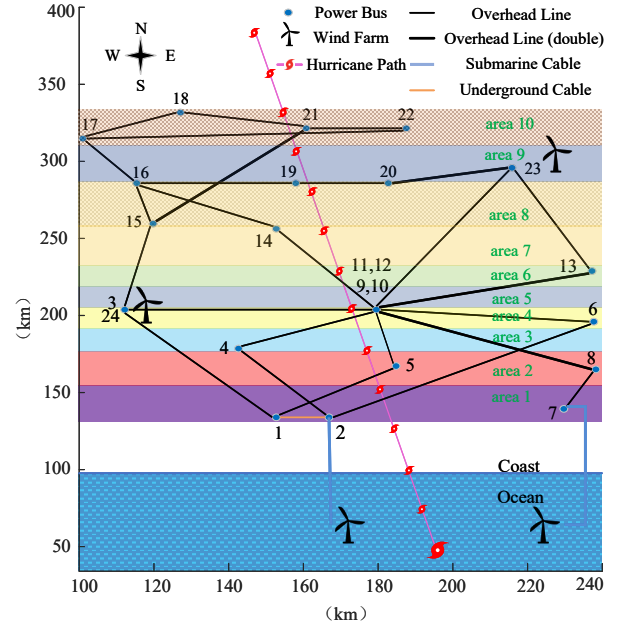 400
350
300
250
200
150
100
50
(km)
100
120
140
160
180
200
220
240
(km)
N
W E
S
Power Bus
Wind Farm
Hurricane Path
Overhead Line
Overhead Line (double)
Submarine Cable
Underground Cable
18
17
21
22
area 10
area 9
23
16
19
20
15
14
area 8
area 7
11,12
13
area 6
9,10
area 5
3
24
6
area 4
area 3
4
5
8
area 2
area 1
7
1
2
Coast
Ocean